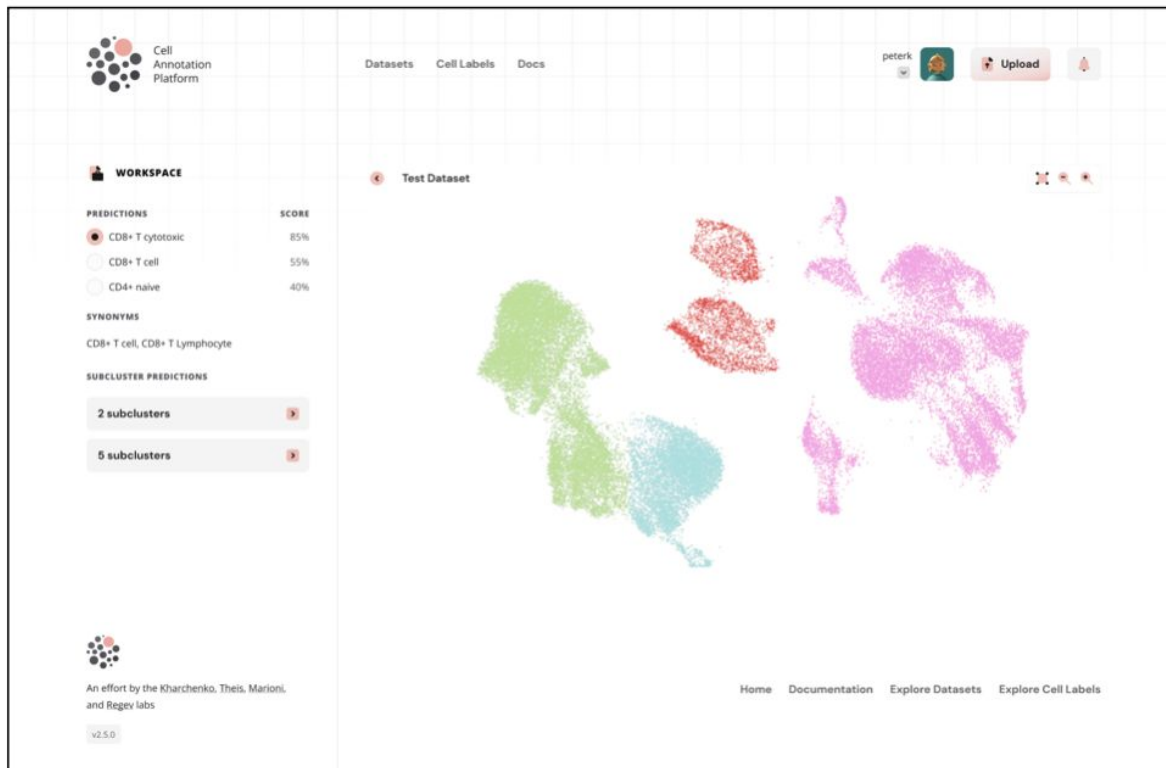 Cell
Annotation
Platform
Datasets Cell Labels Docs
peterk
Upload
WORKSPACE
Test Dataset
PREDICTIONS SCORE
CD8+ T cytotoxic 85%
CD8+ T cell 55%
CD4+ naive 40%
SYNONYMS
CD8+ T cell, CD8+ T Lymphocyte
SUBCLUSTER PREDICTIONS
2 subclusters
5 subclusters
An effort by the Kharchenko, Theis, Marioni,
and Regev labs
v2.5.0
Home Documentation Explore Datasets Explore Cell Labels